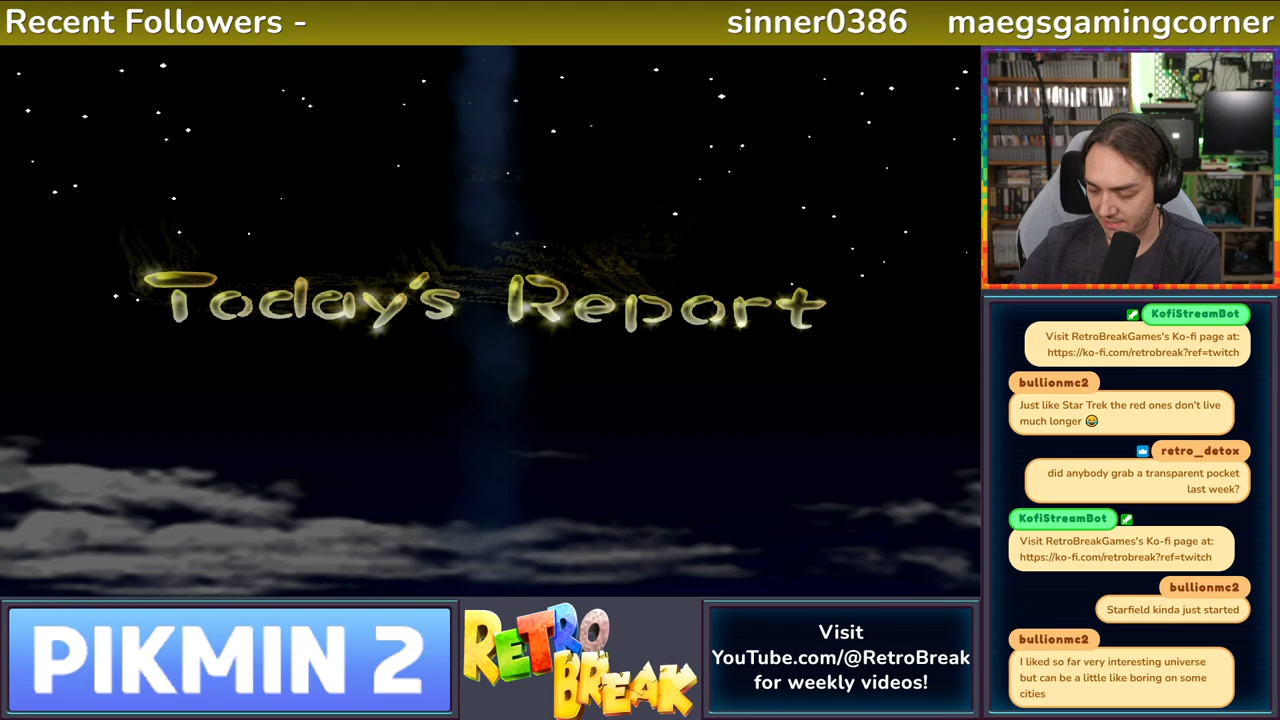 Recent Followers -
sinner0386 maegsgamingcorner
Today's Report
KofiStreamBot
Visit RetroBreakGames's Ko-fi page at:
https://ko-fi.com/retrobreak?ref=twitch
bullionmc2
Just like Star Trek the red ones don't live
much longer 😂
retro_detox
did anybody grab a transparent pocket
last week?
KofiStreamBot
Visit RetroBreakGames's Ko-fi page at:
https://ko-fi.com/retrobreak?ref=twitch
bullionmc2
Starfield kinda just started
bullionmc2
I liked so far very interesting universe
but can be a little like boring on some
cities
PIKMIN 2
RETRO
BREAK
Visit
YouTube.com/@RetroBreak
for weekly videos!